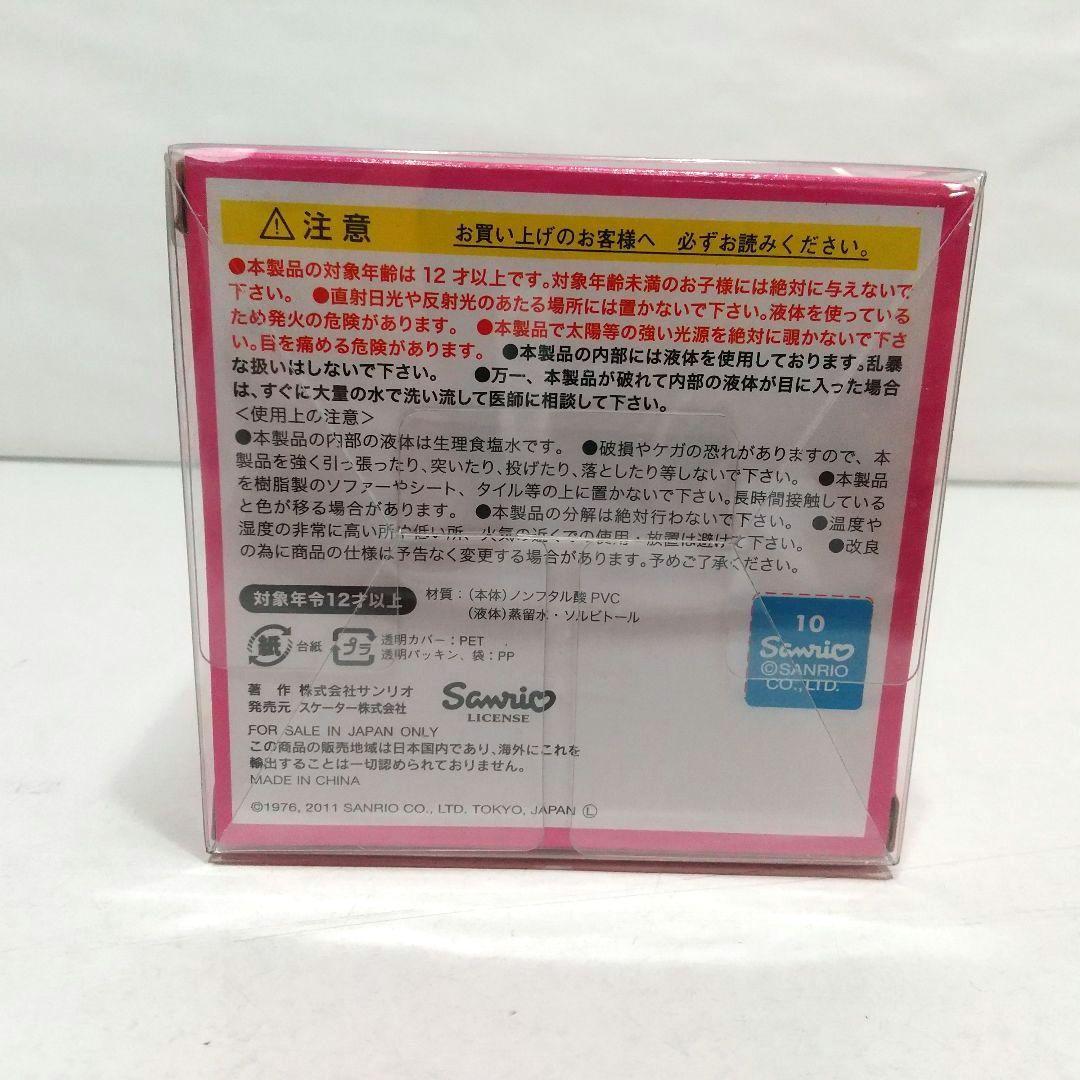 ⚠注意 お買い上げのお客様へ 必ずお読みください。
●本製品の対象年齢は12才以上です。対象年齢未満のお子様には絶対に与えないで
下さい。 ●直射日光や反射光のあたる場所には置かないで下さい。液体を使っている
ため発火の危険があります。 ●本製品で太陽等の強い光源を絶対に覗かないで下さ
い。目を痛める危険があります。 ●本製品の内部には液体を使用しております。乱暴
な扱いはしないで下さい。 ●万一、本製品が破れて内部の液体が目に入った場合
は、すぐに大量の水で洗い流して医師に相談して下さい。
＜使用上の注意＞
●本製品の内部の液体は生理食塩水です。 ●破損やケガの恐れがありますので、本
製品を強く引っ張ったり、突いたり、投げたり、落としたり等しないで下さい。 ●本製品
を樹脂製のソファーやシート、タイル等の上に置かないで下さい。長時間接触している
と色が移る場合があります。 ●本製品の分解は絶対行わないで下さい。 ●温度や
湿度の非常に高い所や低い所、火気の近くでの使用・放置は避けて下さい。 ●改良
の為に商品の仕様は予告なく変更する場合があります。予めご了承ください。
対象年令12才以上 材質：（本体）ノンフタル酸PVC
（液体）蒸留水・ソルビトール
紙 台紙 プラ 透明カバー：PET
透明パッキン、袋：PP
10
Sanrio
©SANRIO
CO., LTD.
著 作 株式会社サンリオ
発売元 スケーター株式会社
Sanrio
LICENSE
FOR SALE IN JAPAN ONLY
この商品の販売地域は日本国内であり、海外にこれを
輸出することは一切認められておりません。
MADE IN CHINA
©1976, 2011 SANRIO CO., LTD. TOKYO, JAPAN Ⓛ